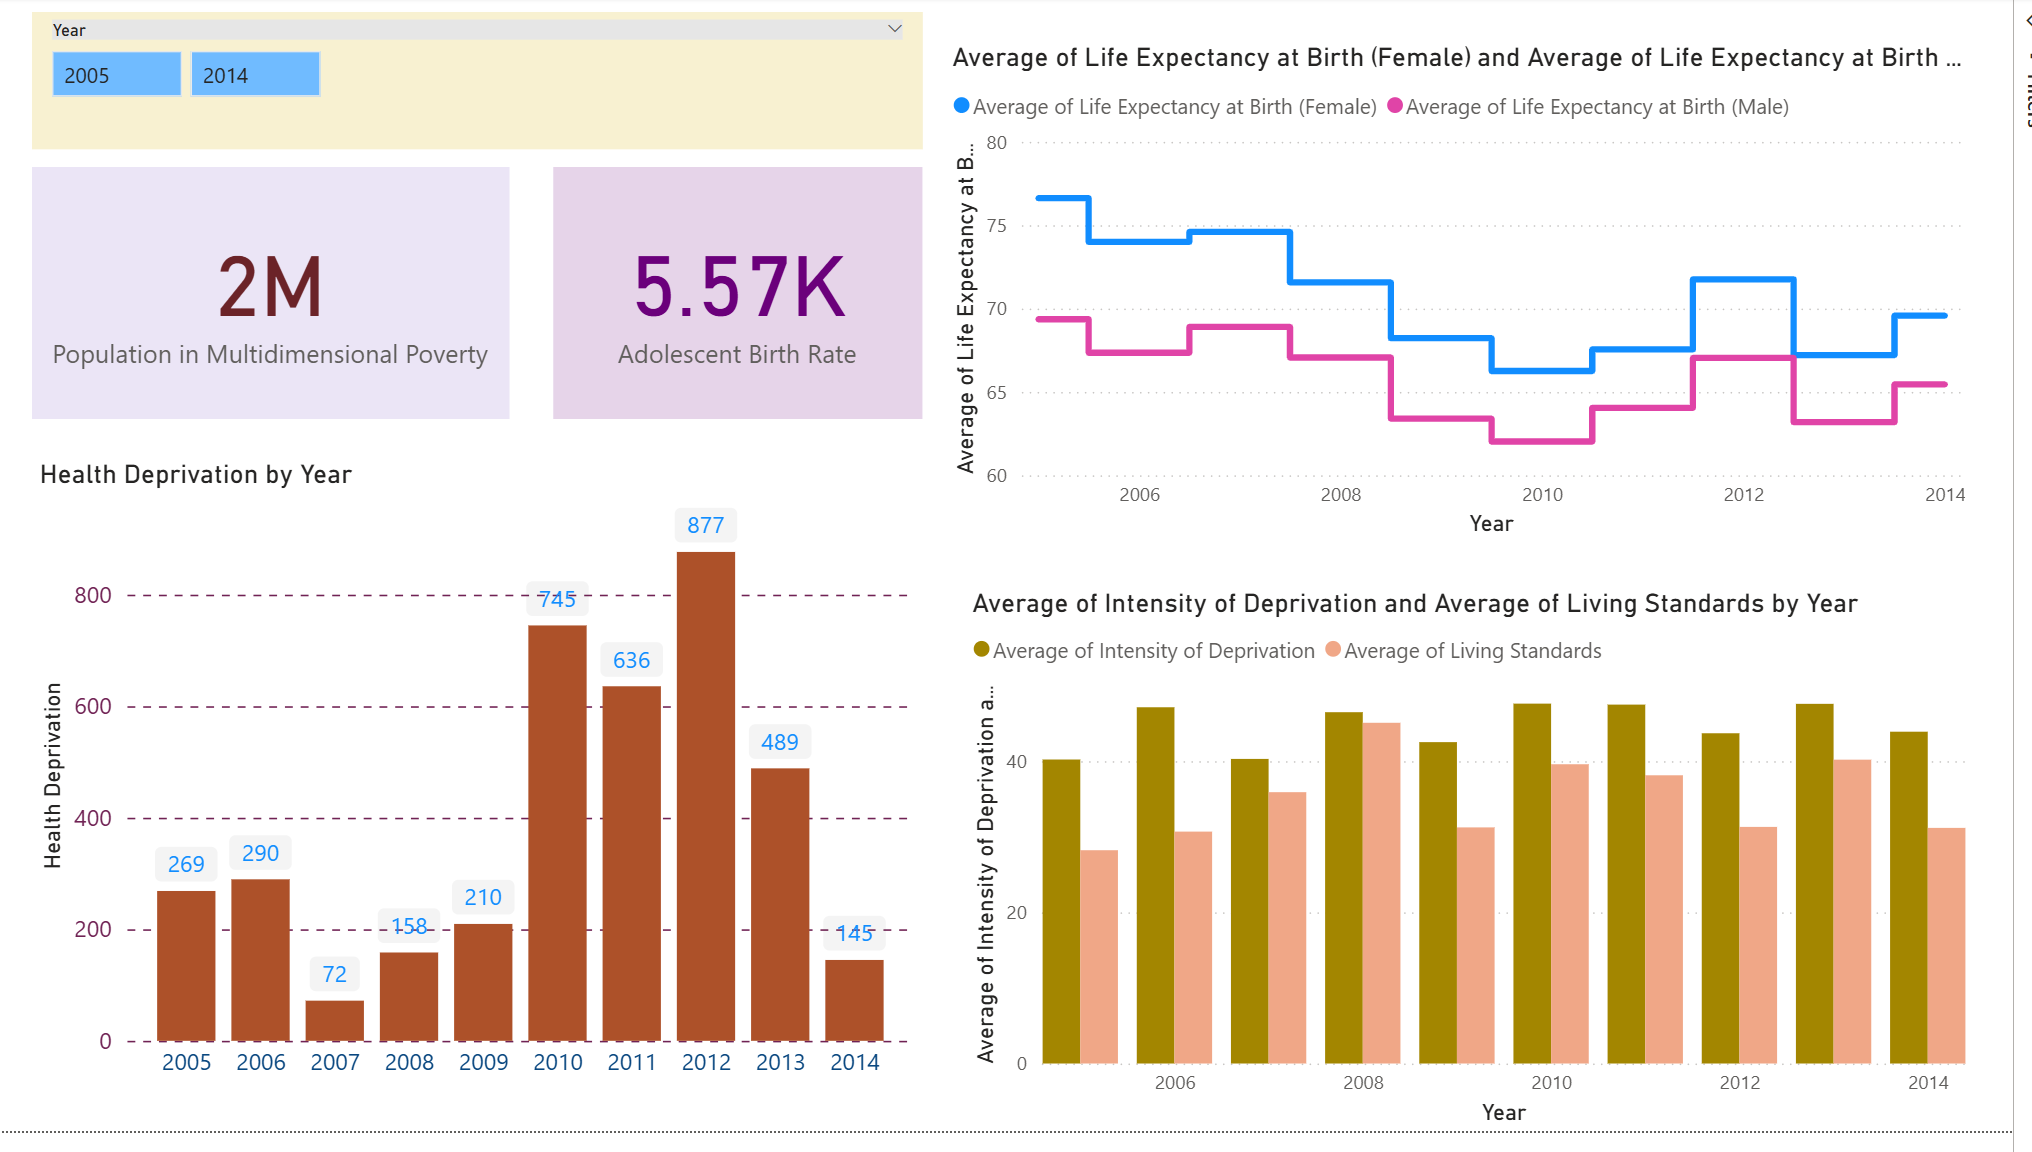 Year
2005
2014
2M
Population in Multidimensional Poverty
5.57K
Adolescent Birth Rate
Health Deprivation by Year
Health Deprivation
877
745
636
489
290
269
210
158
145
72
800
600
400
200
0
2005 2006 2007 2008 2009 2010 2011 2012 2013 2014
Average of Life Expectancy at Birth (Female) and Average of Life Expectancy at Birth ...
Average of Life Expectancy at Birth (Female) Average of Life Expectancy at Birth (Male)
Average of Life Expectancy at B...
80
75
70
65
60
2006 2008 2010 2012 2014
Year
Average of Intensity of Deprivation and Average of Living Standards by Year
Average of Intensity of Deprivation Average of Living Standards
Average of Intensity of Deprivation a...
40
20
0
2006 2008 2010 2012 2014
Year